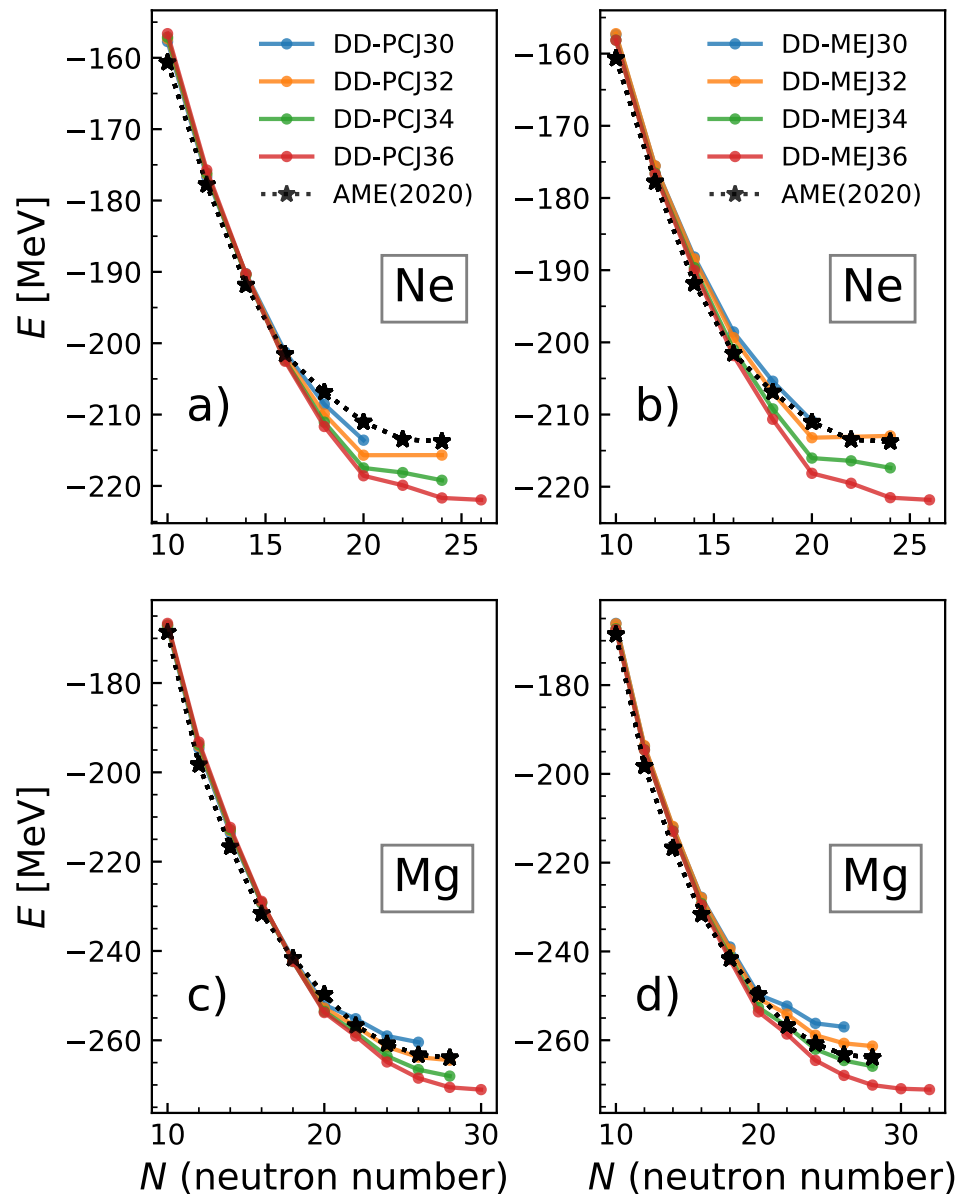 −160
−170
−180
−190
−200
−210
−220
E [MeV]
DD-PCJ30
DD-PCJ32
DD-PCJ34
DD-PCJ36
AME(2020)
Ne
a)
10 15 20 25
−160
−170
−180
−190
−200
−210
−220
DD-MEJ30
DD-MEJ32
DD-MEJ34
DD-MEJ36
AME(2020)
Ne
b)
10 15 20 25
−180
−200
−220
−240
−260
E [MeV]
Mg
c)
10 20 30
N (neutron number)
−180
−200
−220
−240
−260
Mg
d)
10 20 30
N (neutron number)